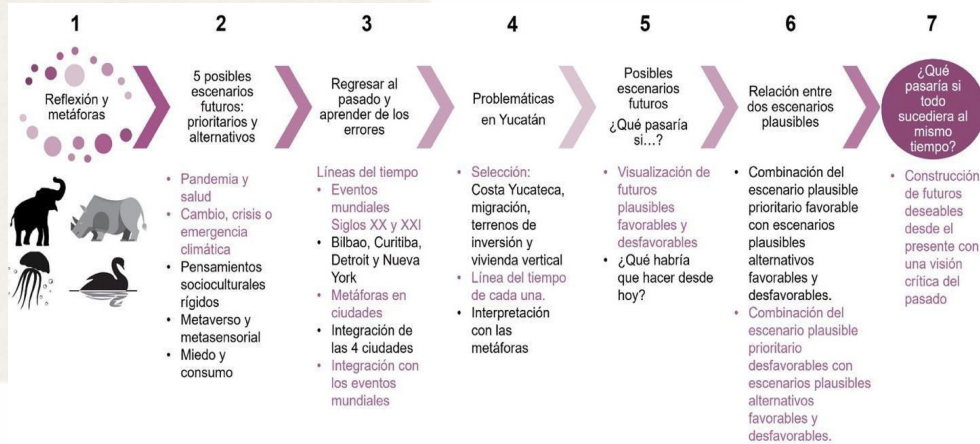 1
Reflexión y
metáforas
2
5 posibles
escenarios
futuros:
prioritarios y
alternativos
• Pandemia y
salud
• Cambio, crisis o
emergencia
climática
• Pensamientos
socioculturales
rígidos
• Metaverso y
metasensorial
• Miedo y
consumo
3
Regresar al
pasado y
aprender de los
errores
Líneas del tiempo
• Eventos
mundiales
Siglos XX y XXI
• Bilbao, Curitiba,
Detroit y Nueva
York
• Metáforas en
ciudades
• Integración de
las 4 ciudades
• Integración con
los eventos
mundiales
4
Problemáticas
en Yucatán
• Selección:
Costa Yucateca,
migración,
terrenos de
inversión y
vivienda vertical
• Línea del tiempo
de cada una.
• Interpretación
con las
metáforas
5
Posibles
escenarios
futuros
¿Qué pasaría
si…?
• Visualización de
futuros
plausibles
favorables y
desfavorables
• ¿Qué habría
que hacer desde
hoy?
6
Relación entre
dos escenarios
plausibles
• Combinación del
escenario plausible
prioritario favorable
con escenarios
plausibles
alternativos
favorables y
desfavorables.
• Combinación del
escenario plausible
prioritario
desfavorables con
escenarios plausibles
alternativos
favorables y
desfavorables.
7
¿Qué
pasaría si
todo
sucediera al
mismo
tiempo?
• Construcción
de futuros
deseables
desde el
presente con
una visión
crítica del
pasado